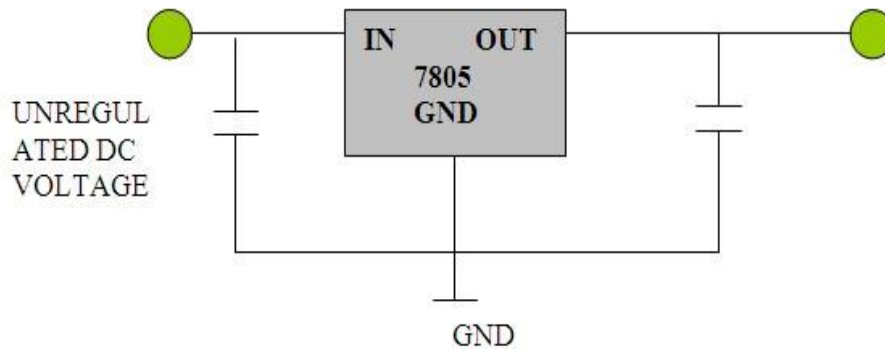 IN OUT
7805
GND
UNREGUL
ATED DC
VOLTAGE
GND